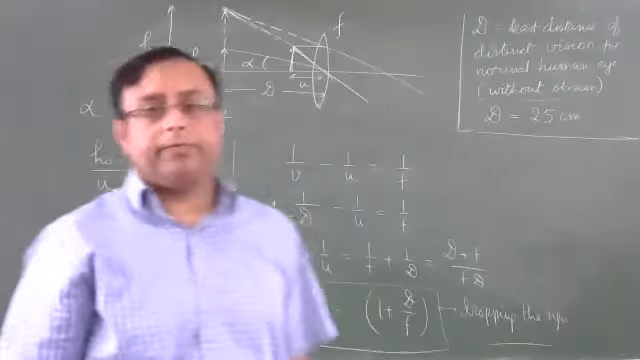 h
f
α
u
D
D = least distance of
distinct vision for
normal human eye
(without strain)
D = 25 cm
α
h₀
u
1/v - 1/u = 1/f
1/-D - 1/u = 1/f
1/u = 1/f + 1/D = D + f / f D
= (1 + D/f) - dropping the sign